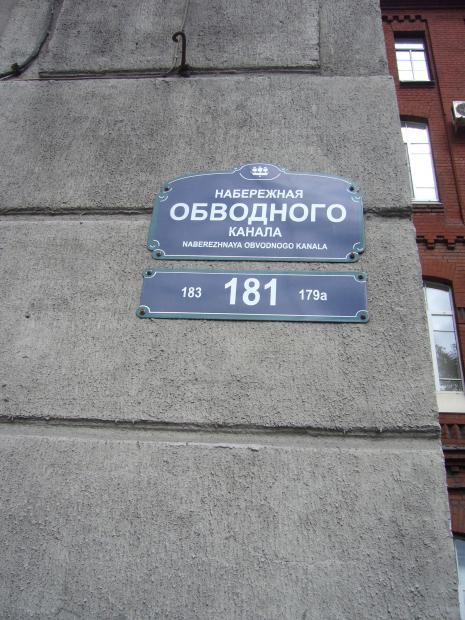 НАБЕРЕЖНАЯ
ОБВОДНОГО
КАНАЛА
NABEREZHNAYA OBVODNOGO KANALA
183 181 179а